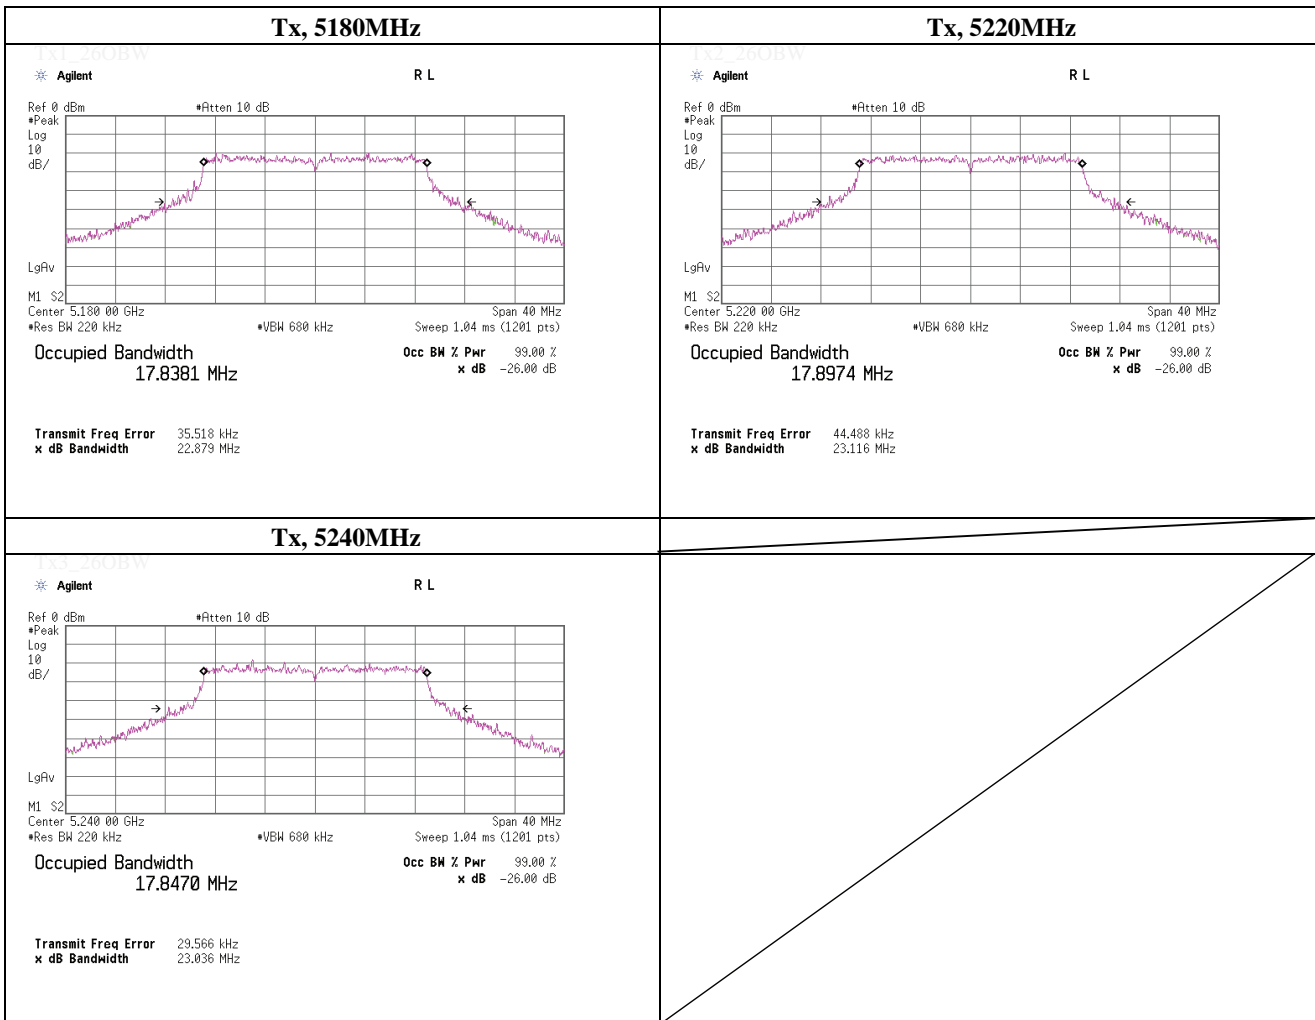 Tx, 5180MHz
Tx1_26OBW
Agilent
R L
Ref 0 dBm
#Atten 10 dB
#Peak
Log
10
dB/
LgAv
M1 S2
Center 5.180 00 GHz
Span 40 MHz
#Res BW 220 kHz
#VBW 680 kHz
Sweep 1.04 ms (1201 pts)
Occupied Bandwidth
17.8381 MHz
Occ BW % Pwr 99.00 %
x dB -26.00 dB
Transmit Freq Error 35.518 kHz
x dB Bandwidth 22.879 MHz
Tx, 5220MHz
Tx2_26OBW
Agilent
R L
Ref 0 dBm
#Atten 10 dB
#Peak
Log
10
dB/
LgAv
M1 S2
Center 5.220 00 GHz
Span 40 MHz
#Res BW 220 kHz
#VBW 680 kHz
Sweep 1.04 ms (1201 pts)
Occupied Bandwidth
17.8974 MHz
Occ BW % Pwr 99.00 %
x dB -26.00 dB
Transmit Freq Error 44.488 kHz
x dB Bandwidth 23.116 MHz
Tx, 5240MHz
Tx3_26OBW
Agilent
R L
Ref 0 dBm
#Atten 10 dB
#Peak
Log
10
dB/
LgAv
M1 S2
Center 5.240 00 GHz
Span 40 MHz
#Res BW 220 kHz
#VBW 680 kHz
Sweep 1.04 ms (1201 pts)
Occupied Bandwidth
17.8470 MHz
Occ BW % Pwr 99.00 %
x dB -26.00 dB
Transmit Freq Error 29.566 kHz
x dB Bandwidth 23.036 MHz